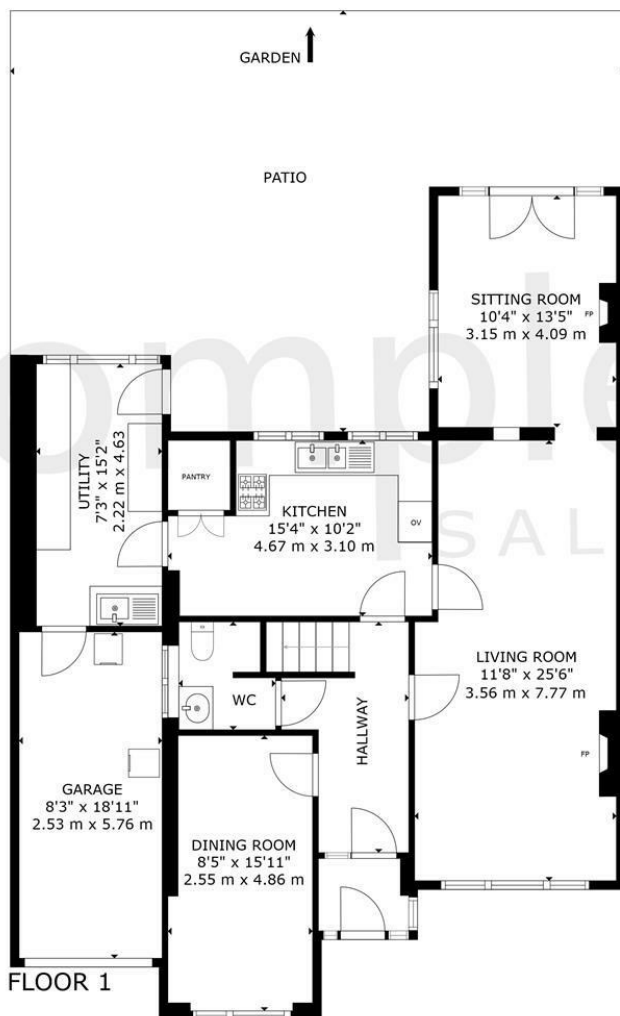 GARDEN
PATIO
SITTING ROOM
10'4" x 13'5"
3.15 m x 4.09 m
FP
omple
SAL
UTILITY
7'3" x 15'2"
2.22 m x 4.63
PANTRY
KITCHEN
15'4" x 10'2"
4.67 m x 3.10 m
OV
WC
HALLWAY
LIVING ROOM
11'8" x 25'6"
3.56 m x 7.77 m
FP
GARAGE
8'3" x 18'11"
2.53 m x 5.76 m
DINING ROOM
8'5" x 15'11"
2.55 m x 4.86 m
FLOOR 1